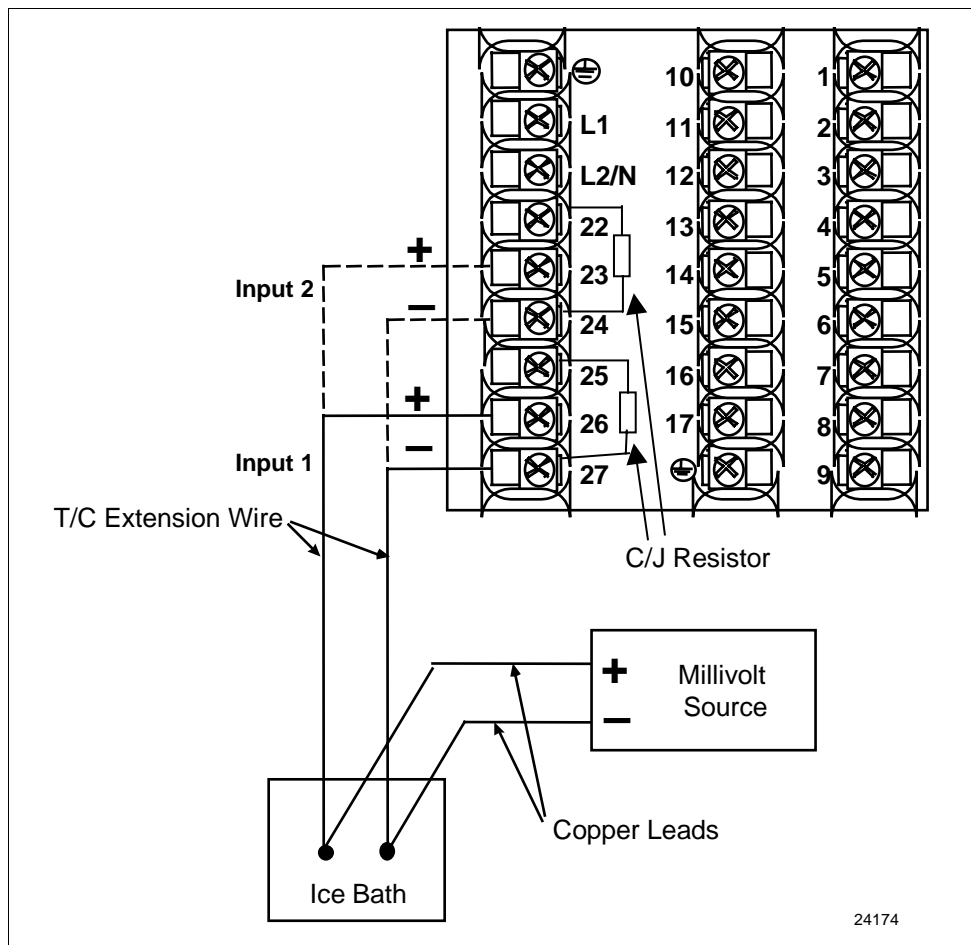 10 1
L1 11 2
L2/N 12 3
22 13 4
+
23 14 5
Input 2
−
24 15 6
25 16 7
+
26 17 8
−
Input 1
27 9
T/C Extension Wire
C/J Resistor
+ Millivolt
Source
−
Copper Leads
Ice Bath
24174